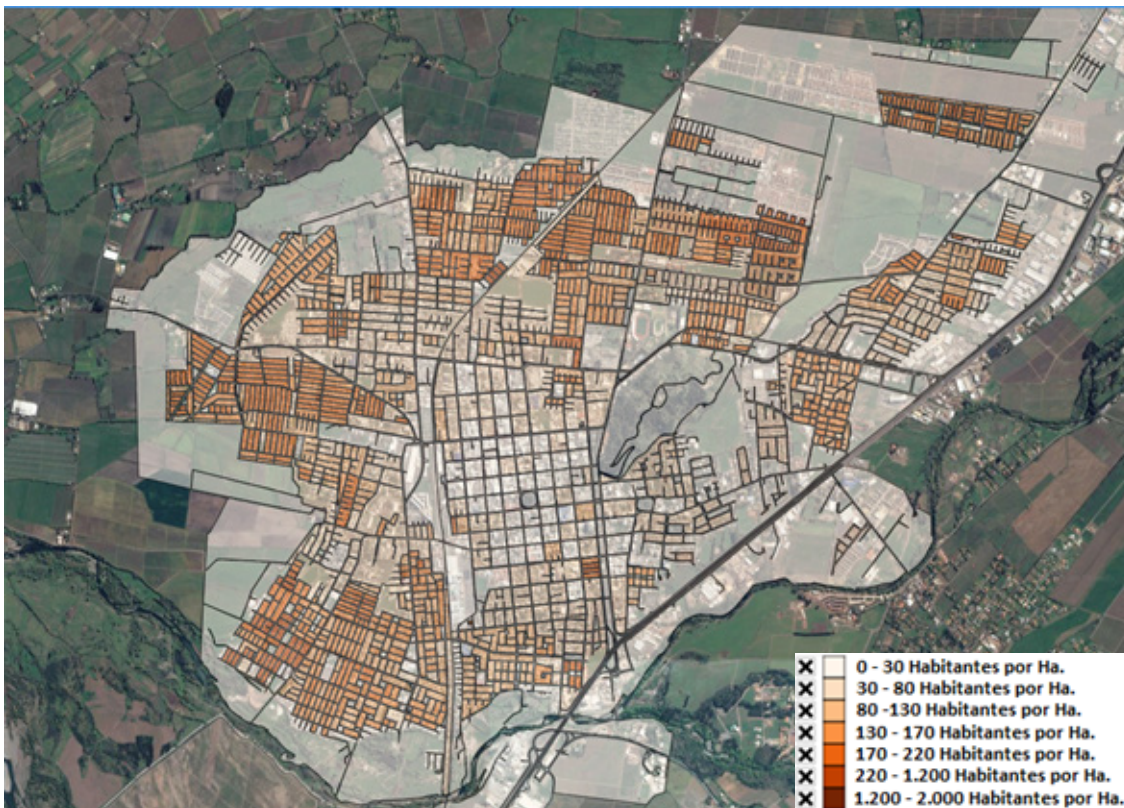 0 - 30 Habitantes por Ha.
30 - 80 Habitantes por Ha.
80 -130 Habitantes por Ha.
130 - 170 Habitantes por Ha.
170 - 220 Habitantes por Ha.
220 - 1.200 Habitantes por Ha.
1.200 - 2.000 Habitantes por Ha.